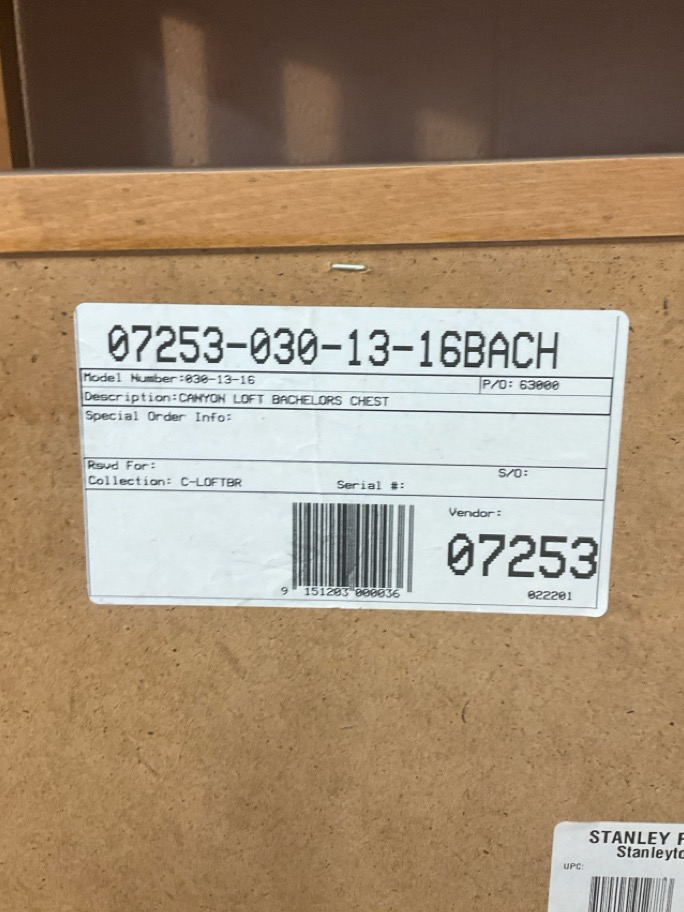 07253-030-13-16BACH
Model Number:030-13-16 P/O: 63000
Description:CANYON LOFT BACHELORS CHEST
Special Order Info:
Rsvd For: S/O:
Collection: C-LOFTBR Serial #:
Vendor:
07253
9 151203 000036
022201
STANLEY
Stanleyto
UPC: